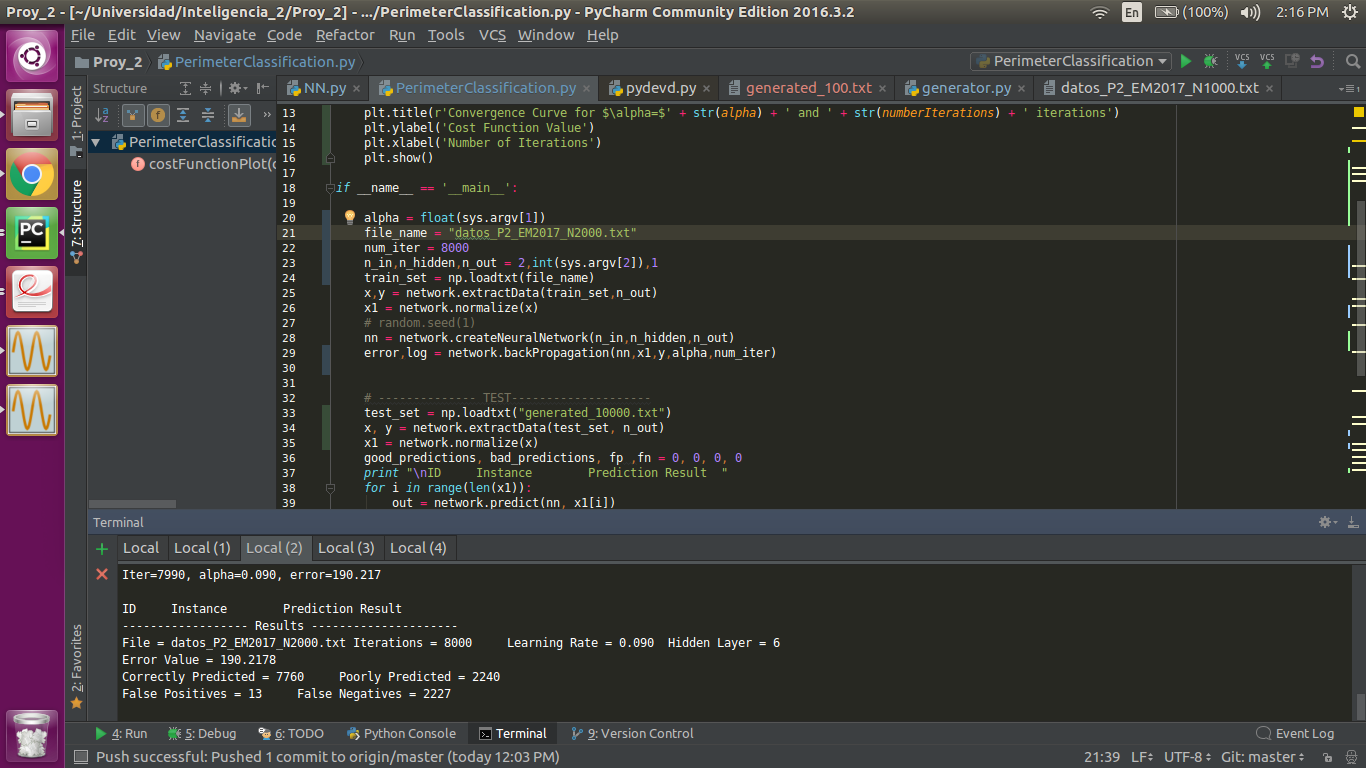 Proy_2 - [~/Universidad/Inteligencia_2/Proy_2] - .../PerimeterClassification.py - PyCharm Community Edition 2016.3.2
En (100%) 2:16 PM
File Edit View Navigate Code Refactor Run Tools VCS Window Help
Proy_2 PerimeterClassification.py PerimeterClassification VCS VCS
Structure NN.py × PerimeterClassification.py × pydevd.py × generated_100.txt × generator.py × datos_P2_EM2017_N1000.txt × 1
1: Project
7: Structure
2: Favorites
PerimeterClassificatio
f costFunctionPlot(c
13 plt.title(r'Convergence Curve for $\alpha=$' + str(alpha) + ' and ' + str(numberIterations) + ' iterations')
14 plt.ylabel('Cost Function Value')
15 plt.xlabel('Number of Iterations')
16 plt.show()
17
18 if __name__ == '__main__':
19
20 alpha = float(sys.argv[1])
21 file_name = "datos_P2_EM2017_N2000.txt"
22 num_iter = 8000
23 n_in,n_hidden,n_out = 2,int(sys.argv[2]),1
24 train_set = np.loadtxt(file_name)
25 x,y = network.extractData(train_set,n_out)
26 x1 = network.normalize(x)
27 # random.seed(1)
28 nn = network.createNeuralNetwork(n_in,n_hidden,n_out)
29 error,log = network.backPropagation(nn,x1,y,alpha,num_iter)
30
31
32 # -------------- TEST--------------------
33 test_set = np.loadtxt("generated_10000.txt")
34 x, y = network.extractData(test_set, n_out)
35 x1 = network.normalize(x)
36 good_predictions, bad_predictions, fp ,fn = 0, 0, 0, 0
37 print "\nID     Instance        Prediction Result  "
38 for i in range(len(x1)):
39 out = network.predict(nn, x1[i])
Terminal
+ Local Local (1) Local (2) Local (3) Local (4)
Iter=7990, alpha=0.090, error=190.217
ID     Instance        Prediction Result
------------------ Results ---------------------
File = datos_P2_EM2017_N2000.txt Iterations = 8000     Learning Rate = 0.090  Hidden Layer = 6
Error Value = 190.2178
Correctly Predicted = 7760     Poorly Predicted = 2240
False Positives = 13     False Negatives = 2227
4: Run 5: Debug 6: TODO Python Console Terminal 9: Version Control Event Log
Push successful: Pushed 1 commit to origin/master (today 12:03 PM) 21:39 LF UTF-8 Git: master